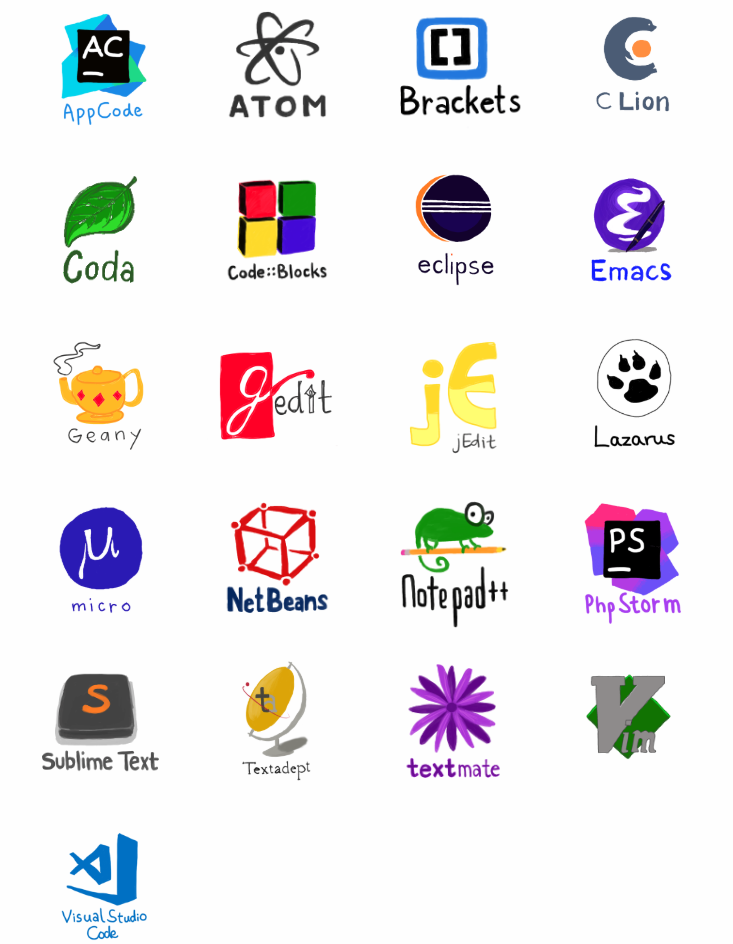 AC
AppCode
ATOM
[]
Brackets
C Lion
Coda
Code::Blocks
eclipse
Emacs
Geany
gedit
jE
jEdit
Lazarus
μ
micro
NetBeans
Notepad++
PS
PhpStorm
S
Sublime Text
ta
Textadept
textmate
Vim
Visual Studio
Code